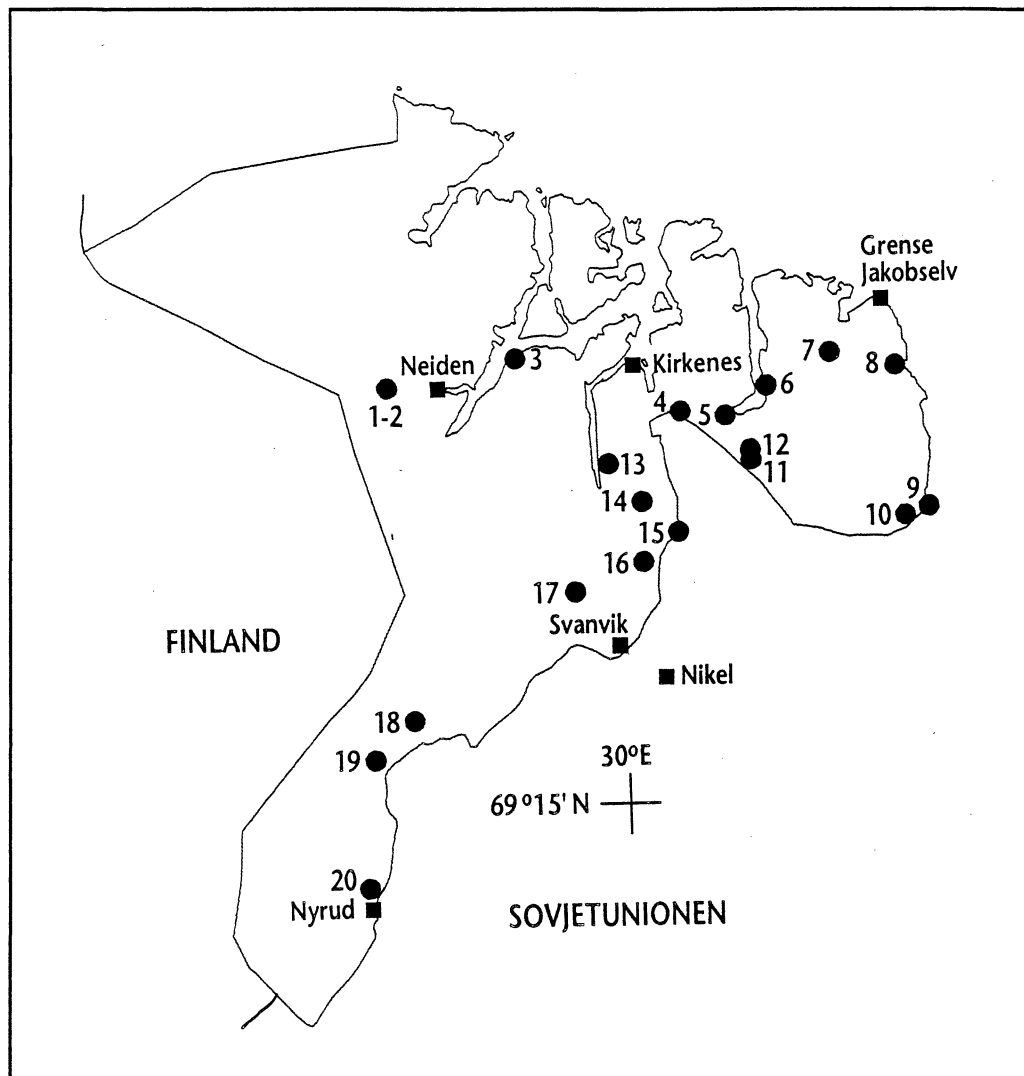 Grense
Jakobselv
7
8
Neiden
3
Kirkenes
6
1-2
4
5
12
11
13
14
9
10
15
16
17
Svanvik
FINLAND
Nikel
18
19
30°E
69°15' N
20
Nyrud
SOVJETUNIONEN